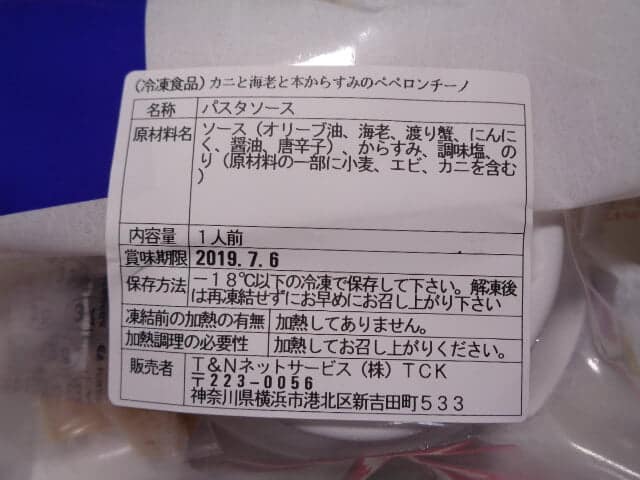 （冷凍食品）カニと海老と本からすみのペペロンチーノ
名称 パスタソース
原材料名 ソース（オリーブ油、海老、渡り蟹、にんに
く、醤油、唐辛子）、からすみ、調味塩、の
り（原材料の一部に小麦、エビ、カニを含む
）
内容量 １人前
賞味期限 2019.7.6
保存方法 －１８℃以下の冷凍で保存して下さい。解凍後
は再凍結せずにお早めにお召し上がり下さい
凍結前の加熱の有無 加熱してありません。
加熱調理の必要性 加熱してお召し上がりください。
販売者 Ｔ＆Ｎネットサービス（株）ＴＣＫ
〒２２３－００５６
神奈川県横浜市港北区新吉田町５３３